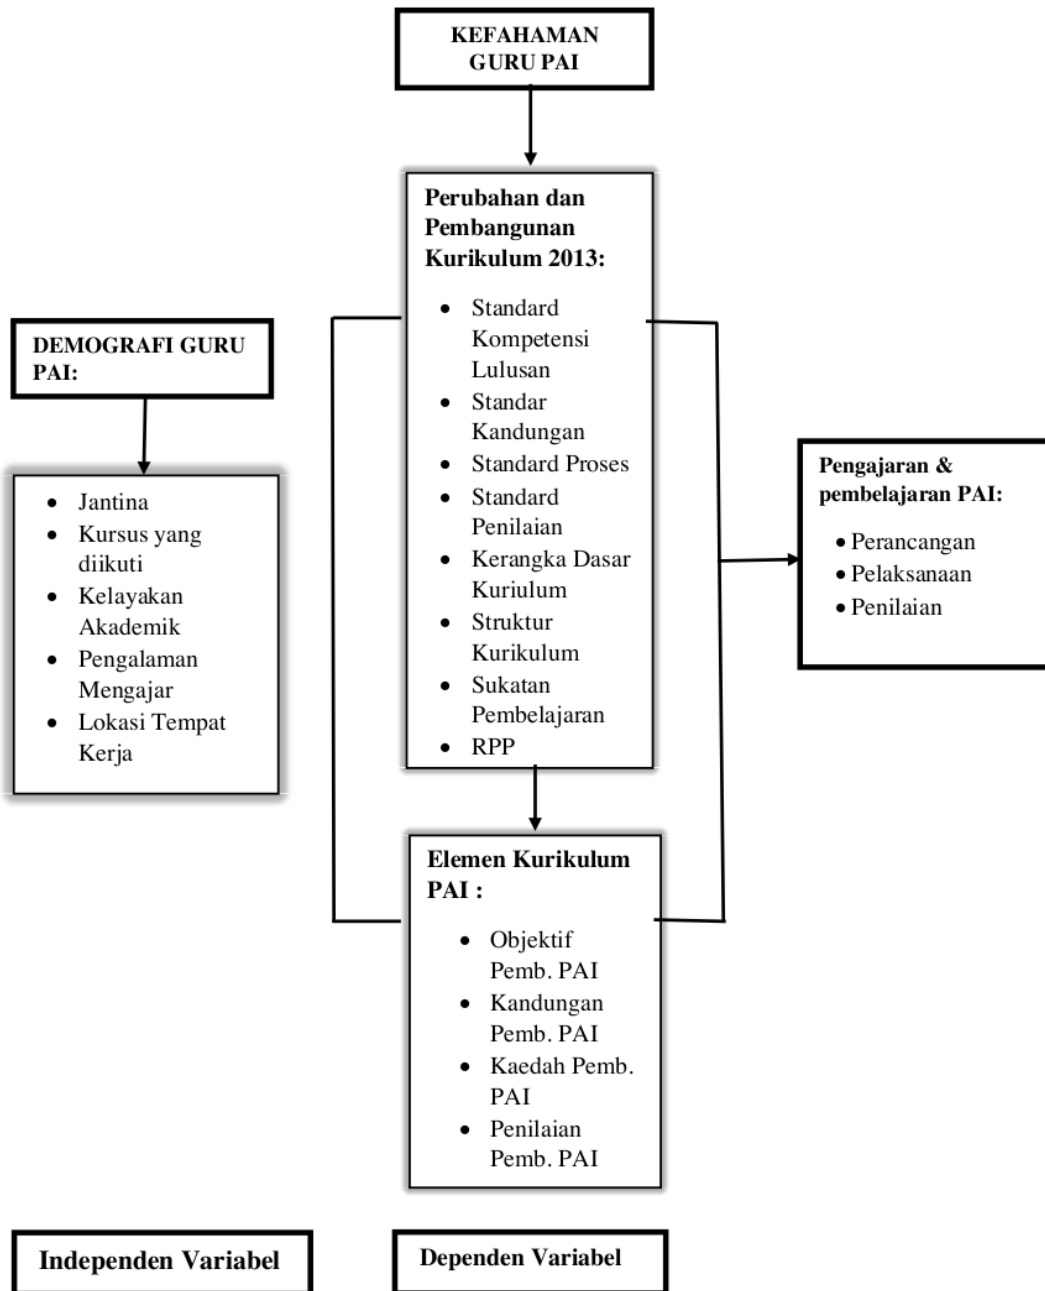 KEFAHAMAN
GURU PAI
Perubahan dan
Pembangunan
Kurikulum 2013:
• Standard
Kompetensi
Lulusan
• Standar
Kandungan
• Standard Proses
• Standard
Penilaian
• Kerangka Dasar
Kuriulum
• Struktur
Kurikulum
• Sukatan
Pembelajaran
• RPP
DEMOGRAFI GURU
PAI:
• Jantina
• Kursus yang
diikuti
• Kelayakan
Akademik
• Pengalaman
Mengajar
• Lokasi Tempat
Kerja
Pengajaran &
pembelajaran PAI:
• Perancangan
• Pelaksanaan
• Penilaian
Elemen Kurikulum
PAI :
• Objektif
Pemb. PAI
• Kandungan
Pemb. PAI
• Kaedah Pemb.
PAI
• Penilaian
Pemb. PAI
Independen Variabel
Dependen Variabel